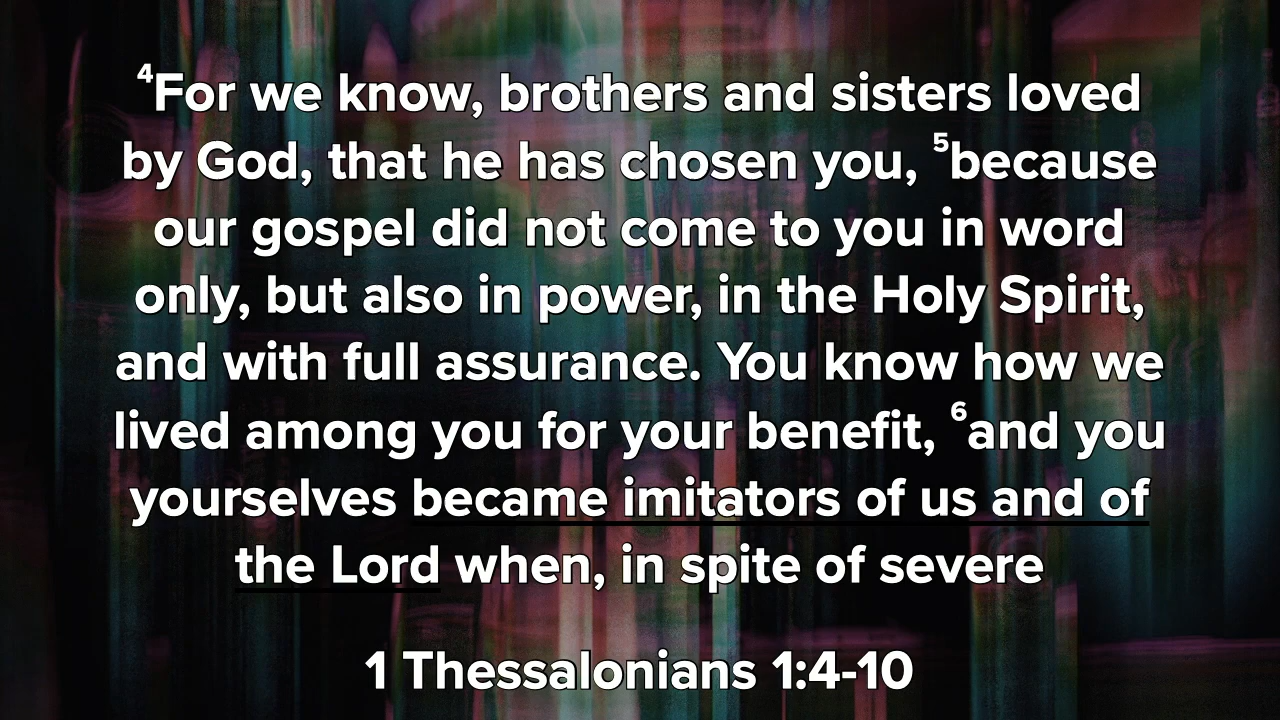 ⁴For we know, brothers and sisters loved
by God, that he has chosen you, ⁵because
our gospel did not come to you in word
only, but also in power, in the Holy Spirit,
and with full assurance. You know how we
lived among you for your benefit, ⁶and you
yourselves became imitators of us and of
the Lord when, in spite of severe
1 Thessalonians 1:4-10